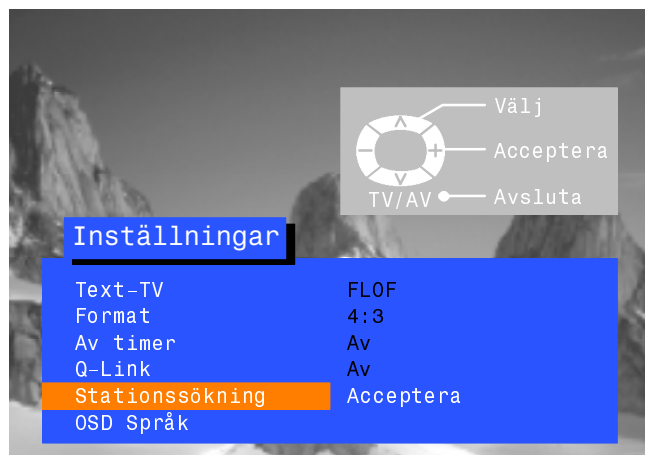 Välj
Acceptera
TV/AV Avsluta
Inställningar
Text-TV FLOF
Format 4:3
Av timer Av
Q-Link Av
Stationssökning Acceptera
OSD Språk